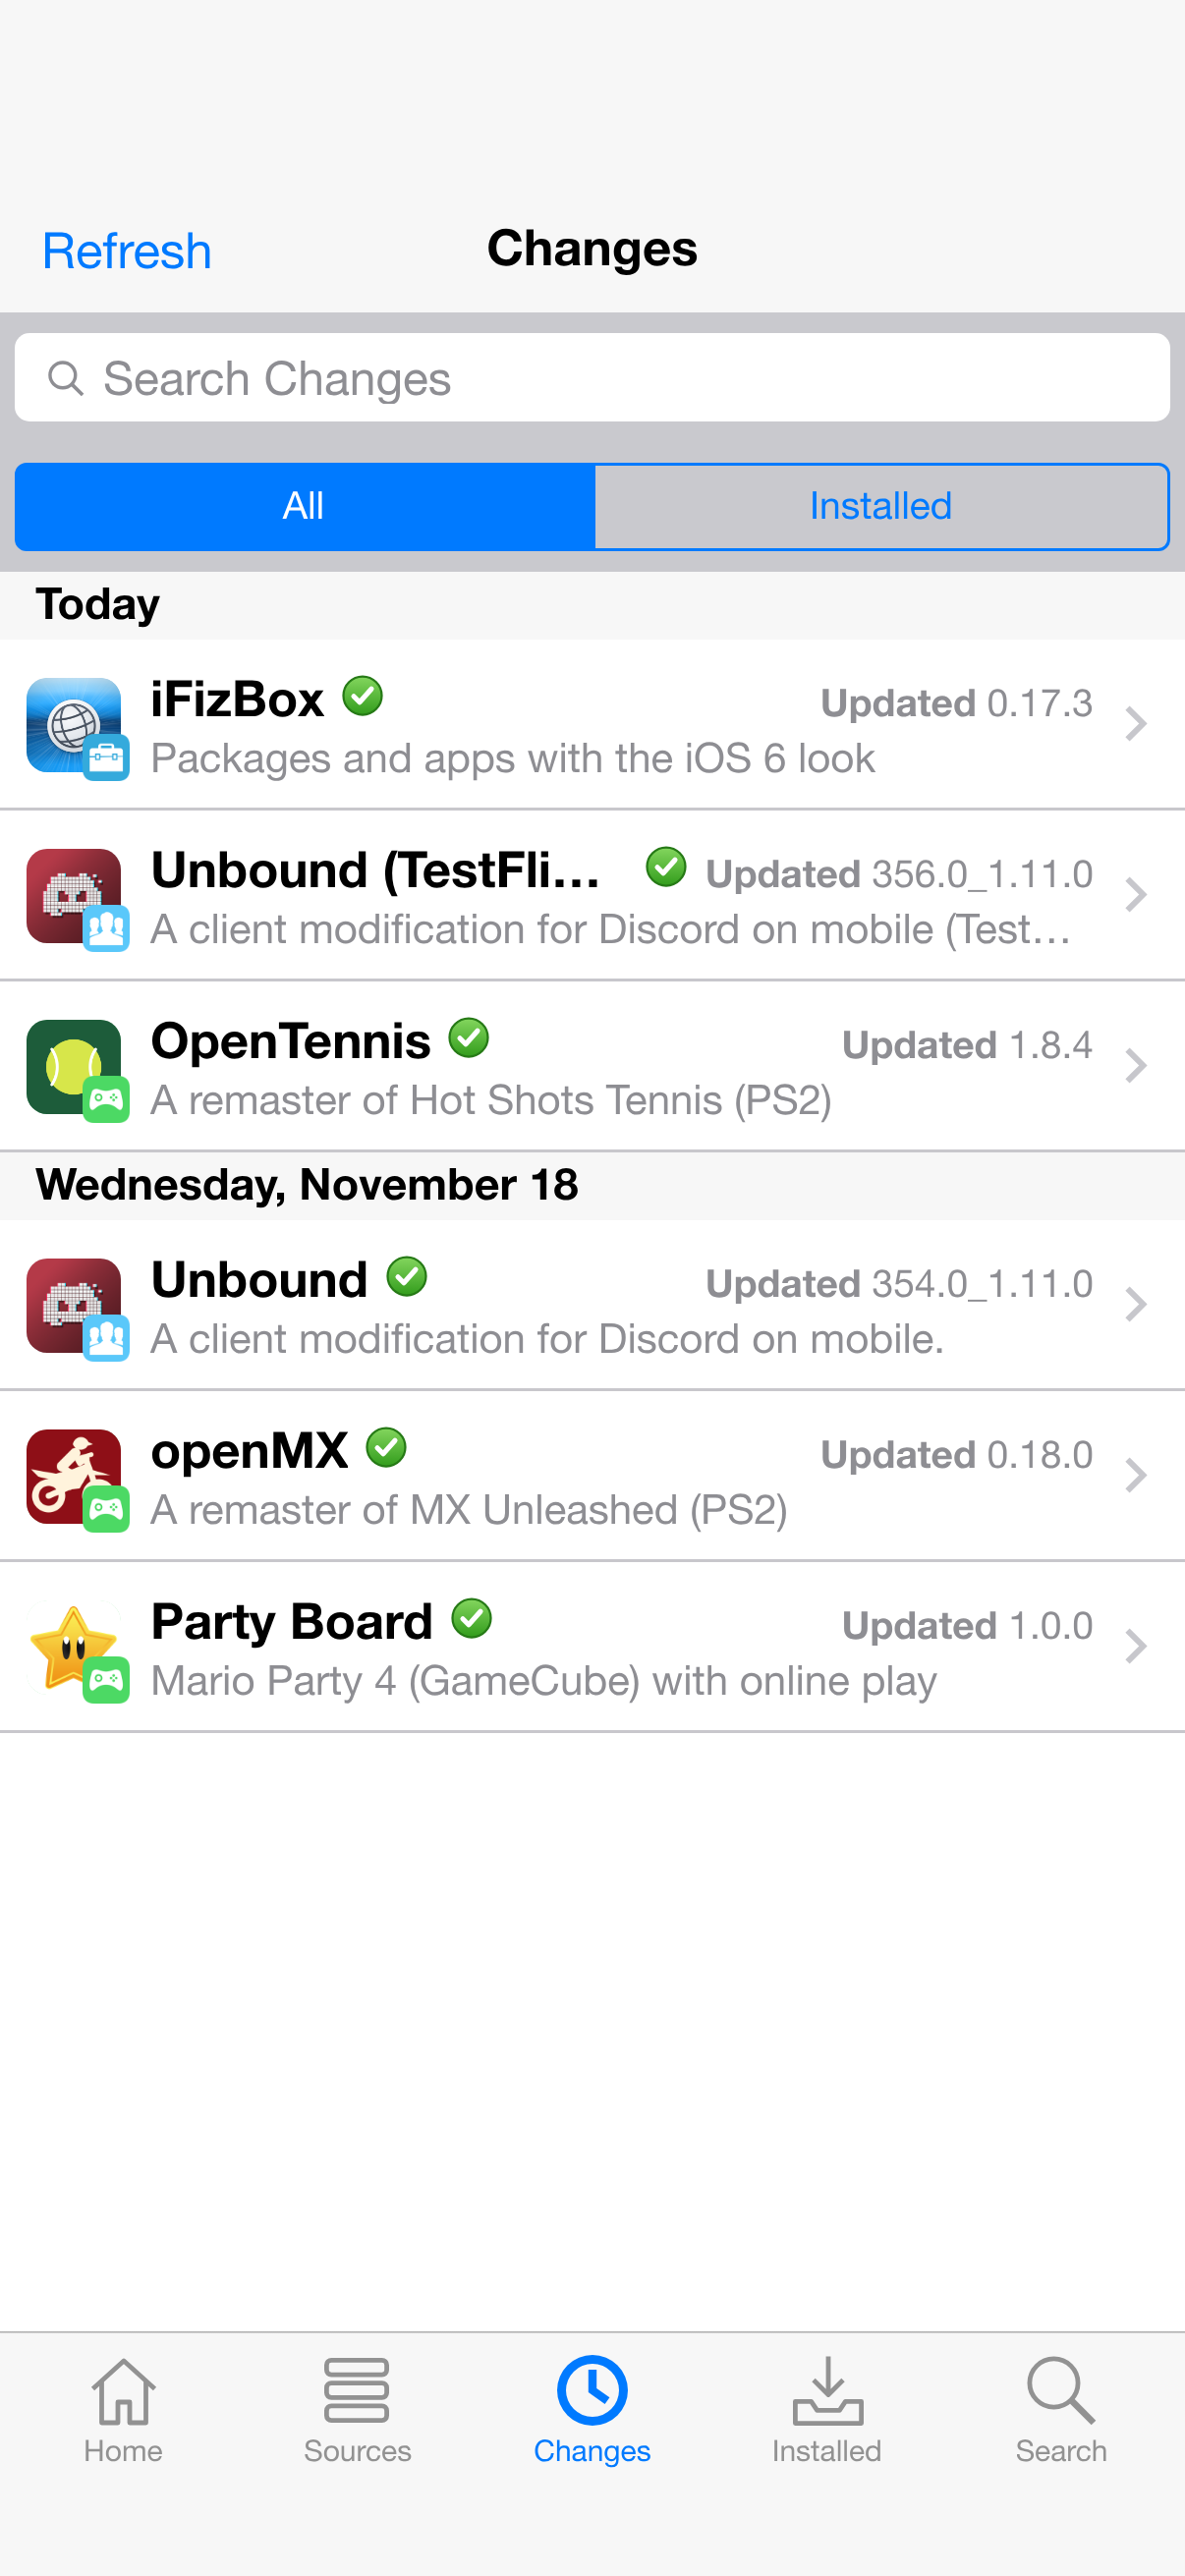 Refresh
Changes
Search Changes
All
Installed
Today
iFizBox
Updated 0.17.3
Packages and apps with the iOS 6 look
Unbound (TestFli...
Updated 356.0_1.11.0
A client modification for Discord on mobile (Test...
OpenTennis
Updated 1.8.4
A remaster of Hot Shots Tennis (PS2)
Wednesday, November 18
Unbound
Updated 354.0_1.11.0
A client modification for Discord on mobile.
openMX
Updated 0.18.0
A remaster of MX Unleashed (PS2)
Party Board
Updated 1.0.0
Mario Party 4 (GameCube) with online play
Home
Sources
Changes
Installed
Search